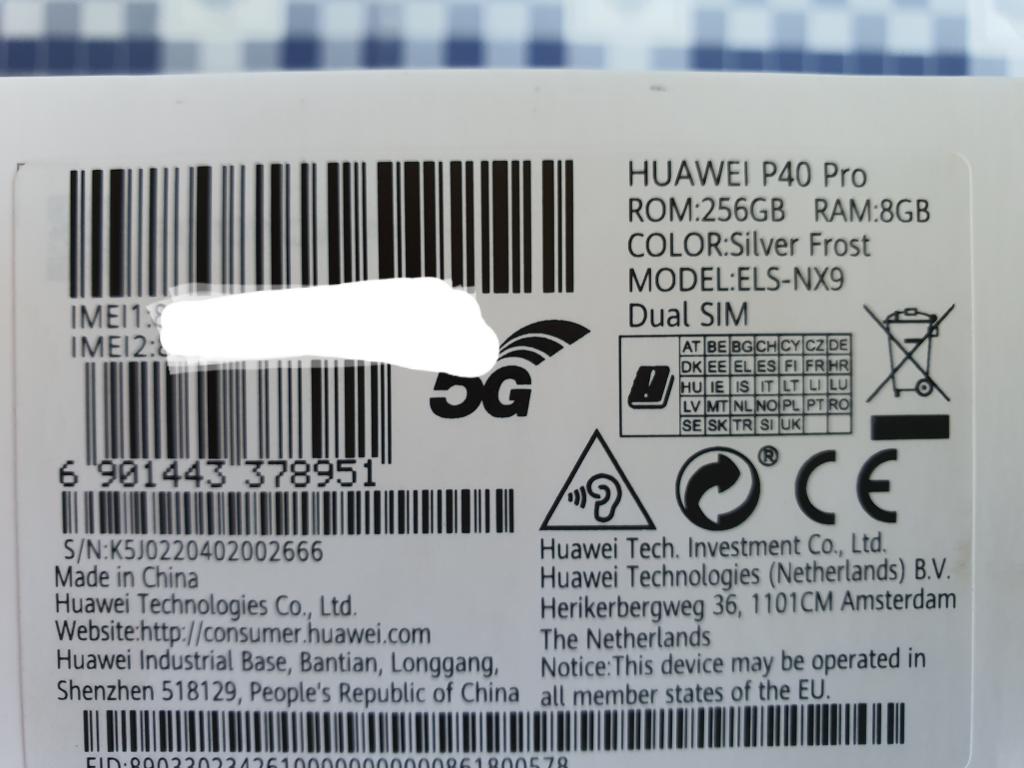 IMEI1:8
IMEI2:8
5G
6 901443 378951
S/N:K5J0220402002666
Made in China
Huawei Technologies Co., Ltd.
Website:http://consumer.huawei.com
Huawei Industrial Base, Bantian, Longgang,
Shenzhen 518129, People's Republic of China
HUAWEI P40 Pro
ROM:256GB RAM:8GB
COLOR:Silver Frost
MODEL:ELS-NX9
Dual SIM
AT BE BG CH CY CZ DE
DK EE EL ES FI FR HR
HU IE IS IT LT LI LU
LV MT NL NO PL PT RO
SE SK TR SI UK
® CE
Huawei Tech. Investment Co., Ltd.
Huawei Technologies (Netherlands) B.V.
Herikerbergweg 36, 1101CM Amsterdam
The Netherlands
Notice:This device may be operated in
all member states of the EU.